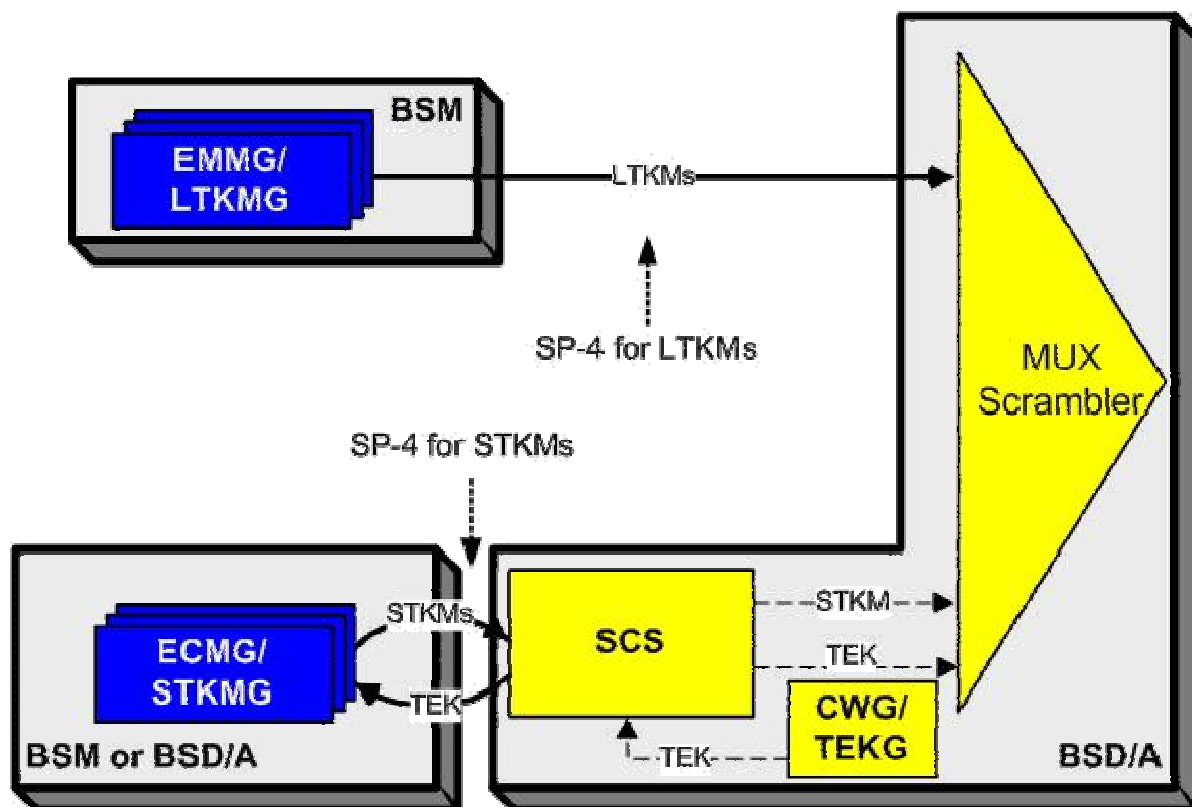 BSM
EMMG/
LTKMG
LTKMs
SP-4 for LTKMs
MUX
Scrambler
SP-4 for STKMs
STKMs
ECMG/
STKMG
TEK
BSM or BSD/A
SCS
STKM
TEK
CWG/
TEKG
TEK
BSD/A